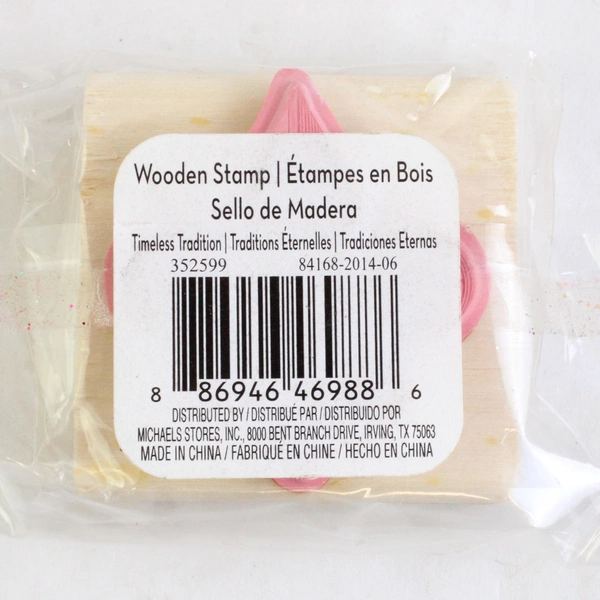 Wooden Stamp | Étampes en Bois
Sello de Madera
Timeless Tradition | Traditions Éternelles | Tradiciones Eternas
352599 84168-2014-06
8 86946 46988 6
DISTRIBUTED BY / DISTRIBUÉ PAR / DISTRIBUIDO POR
MICHAELS STORES, INC., 8000 BENT BRANCH DRIVE, IRVING, TX 75063
MADE IN CHINA / FABRIQUÉ EN CHINE / HECHO EN CHINA